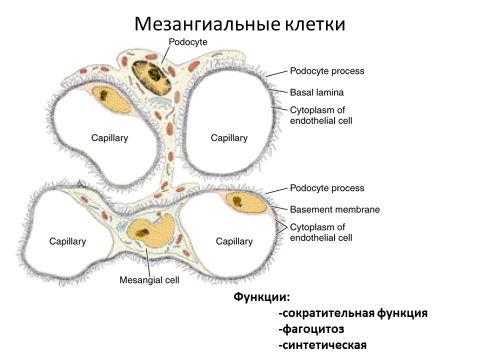 Мезангиальные клетки
Podocyte
Podocyte process
Basal lamina
Cytoplasm of
endothelial cell
Capillary
Capillary
Podocyte process
Basement membrane
Cytoplasm of
endothelial cell
Capillary
Capillary
Mesangial cell
Функции:
-сократительная функция
-фагоцитоз
-синтетическая